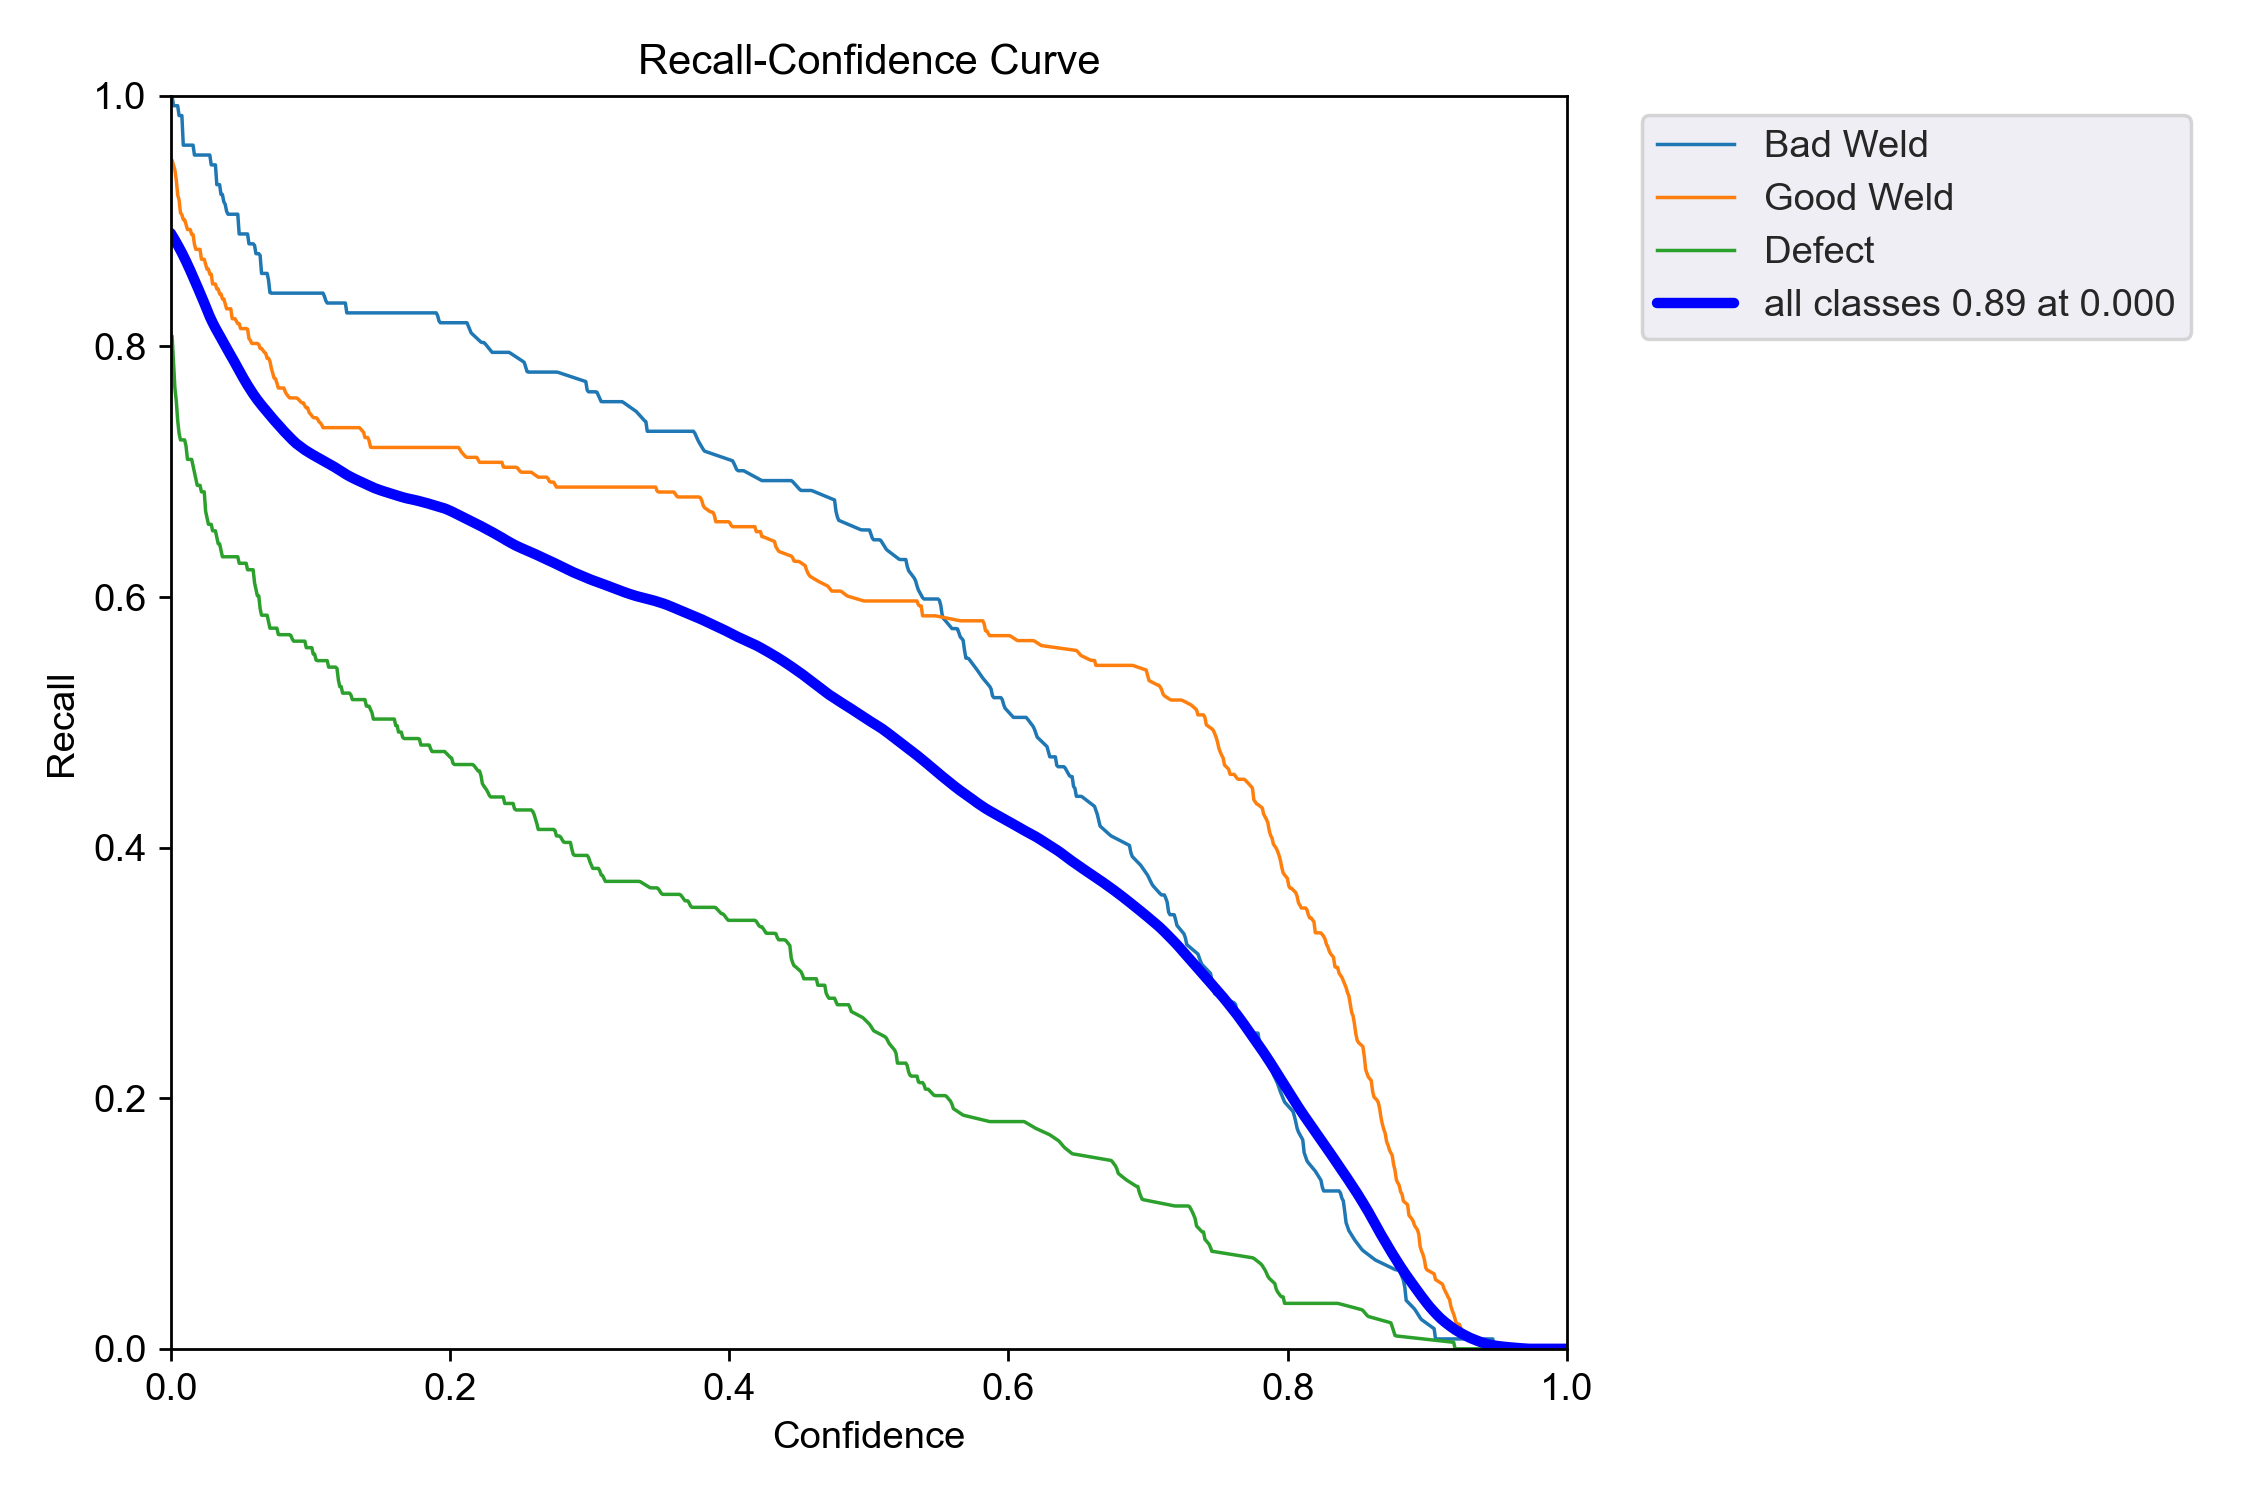 Recall-Confidence Curve
1.0
0.8
0.6
0.4
0.2
0.0
Recall
0.0 0.2 0.4 0.6 0.8 1.0
Confidence
Bad Weld
Good Weld
Defect
all classes 0.89 at 0.000